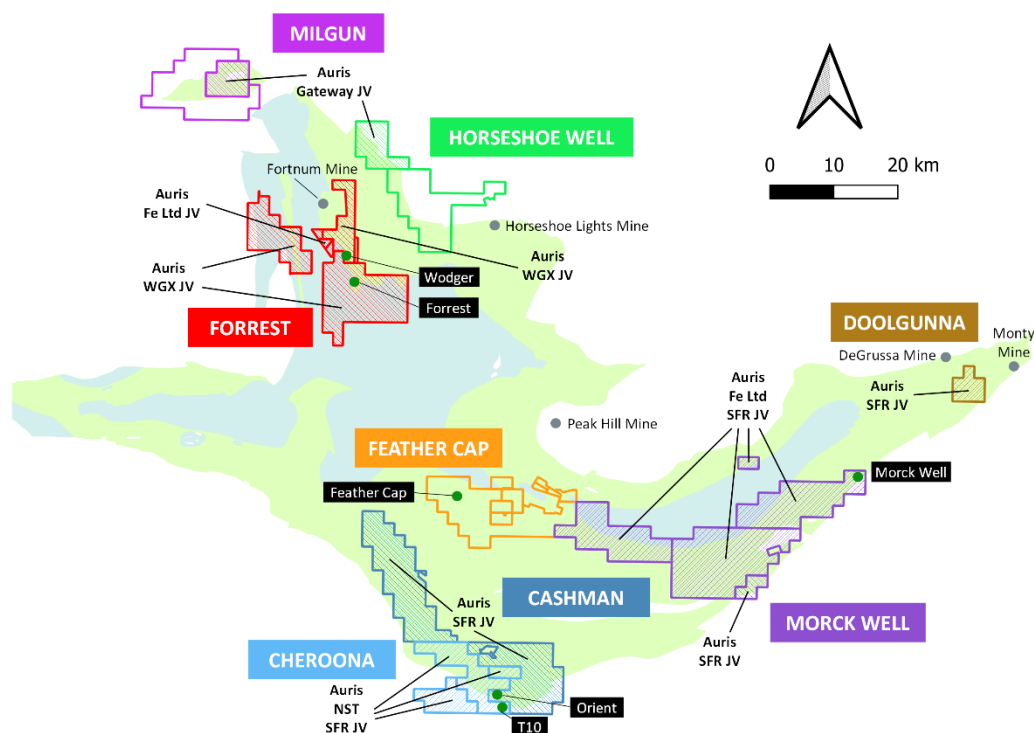 MILGUN
Auris
Gateway JV
HORSESHOE WELL
0
10
20 km
Fortnum Mine
Auris
Fe Ltd JV
Horseshoe Lights Mine
Auris
WGX JV
Auris
WGX JV
Wodger
Forrest
FORREST
DOOLGUNNA
Monty
Mine
DeGrussa Mine
Auris
Fe Ltd
SFR JV
Auris
SFR JV
Peak Hill Mine
FEATHER CAP
Feather Cap
Morck Well
CASHMAN
Auris
SFR JV
MORCK WELL
Auris
SFR JV
CHEROONA
Auris
NST
SFR JV
Orient
T10